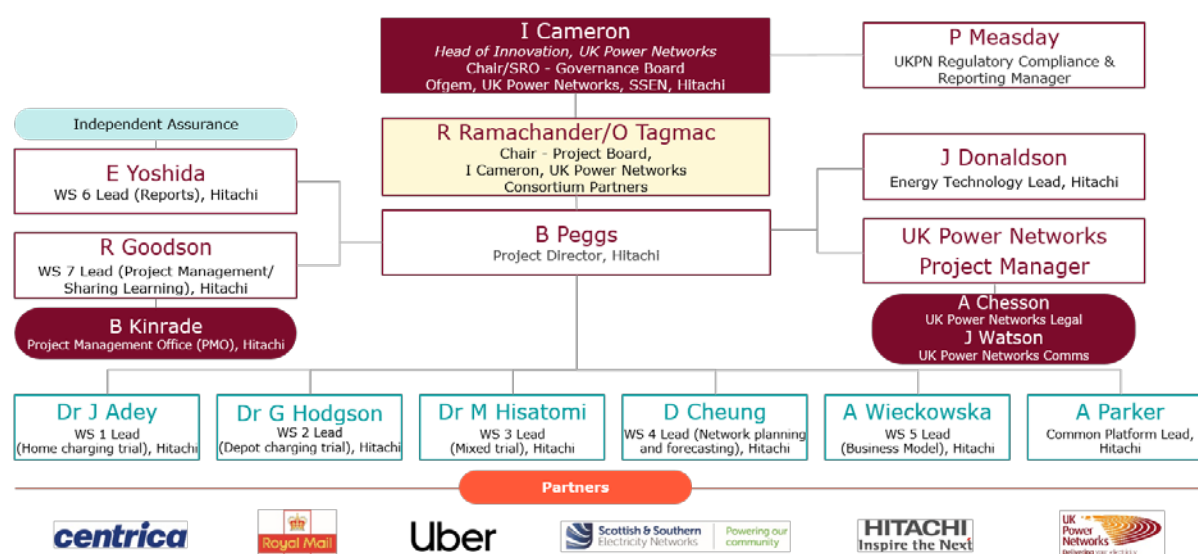 I Cameron
Head of Innovation, UK Power Networks
Chair/SRO - Governance Board
Ofgem, UK Power Networks, SSEN, Hitachi
P Measday
UKPN Regulatory Compliance &
Reporting Manager
Independent Assurance
E Yoshida
WS 6 Lead (Reports), Hitachi
R Ramachander/O Tagmac
Chair - Project Board,
I Cameron, UK Power Networks
Consortium Partners
J Donaldson
Energy Technology Lead, Hitachi
R Goodson
WS 7 Lead (Project Management/
Sharing Learning), Hitachi
B Peggs
Project Director, Hitachi
UK Power Networks
Project Manager
B Kinrade
Project Management Office (PMO), Hitachi
A Chesson
UK Power Networks Legal
J Watson
UK Power Networks Comms
Dr J Adey
WS 1 Lead
(Home charging trial), Hitachi
Dr G Hodgson
WS 2 Lead
(Depot charging trial), Hitachi
Dr M Hisatomi
WS 3 Lead
(Mixed trial), Hitachi
D Cheung
WS 4 Lead (Network planning
and forecasting), Hitachi
A Wieckowska
WS 5 Lead
(Business Model), Hitachi
A Parker
Common Platform Lead,
Hitachi
Partners
centrica
Royal Mail
Uber
Scottish & Southern
Electricity Networks
Powering our
community
HITACHI
Inspire the Next
UK
Power
Networks
Delivering your electricity